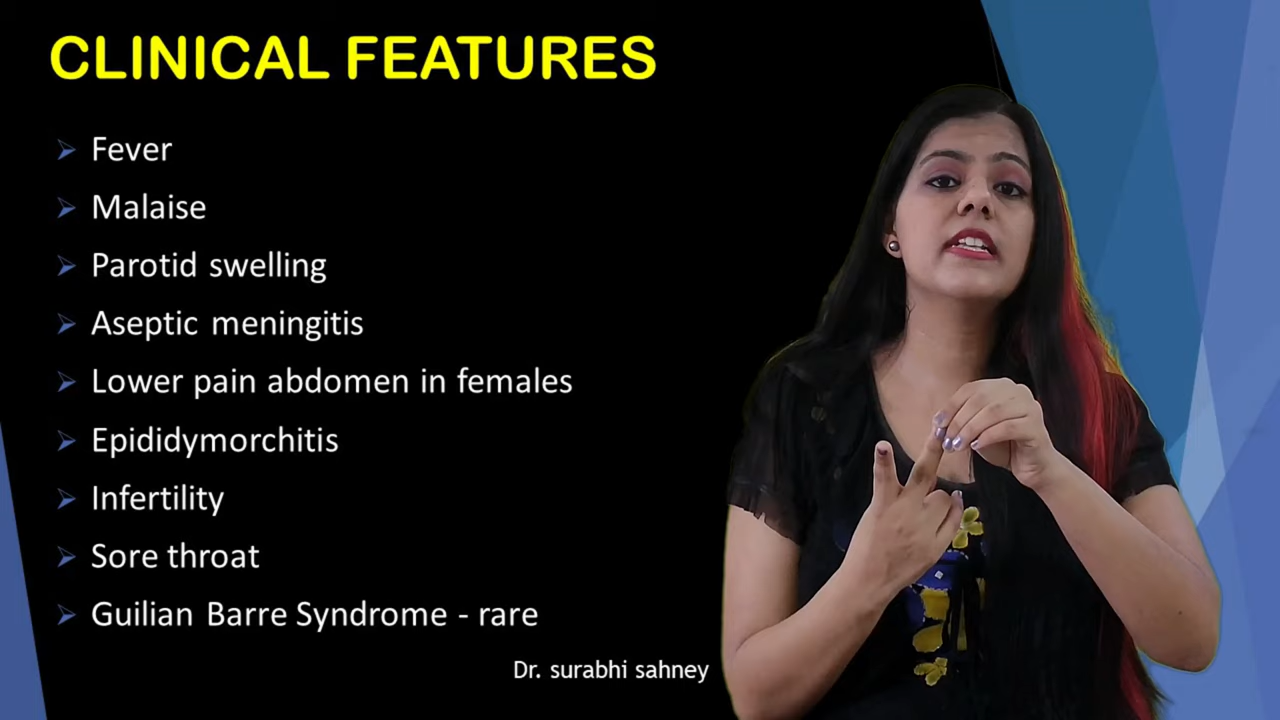 CLINICAL FEATURES
Fever
Malaise
Parotid swelling
Aseptic meningitis
Lower pain abdomen in females
Epididymorchitis
Infertility
Sore throat
Guilian Barre Syndrome - rare
Dr. surabhi sahney